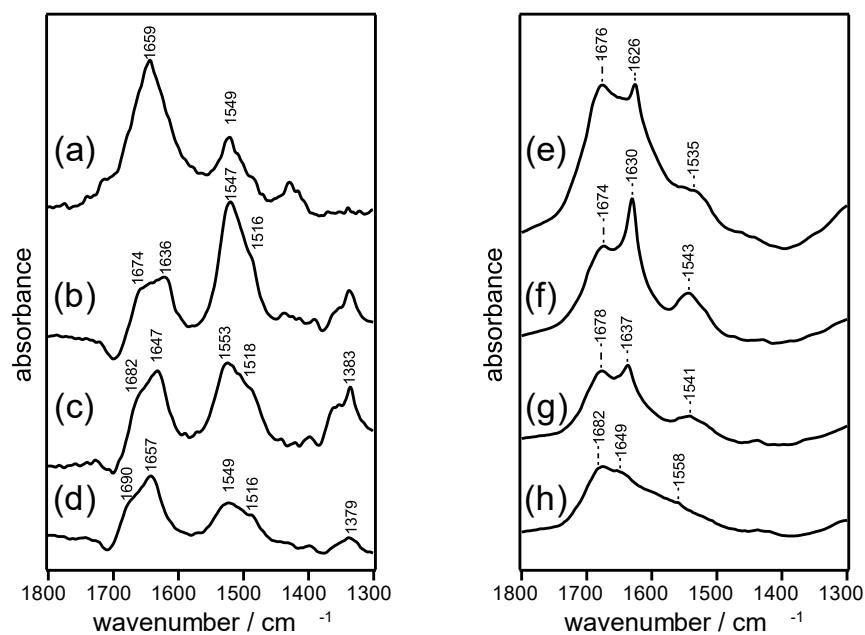 absorbance
(a)
1659
1549
(b)
1674
1636
1547
1516
(c)
1682
1647
1553
1518
1383
(d)
1690
1657
1549
1516
1379
1800 1700 1600 1500 1400 1300
wavenumber / cm -1
absorbance
(e)
1676
1626
1535
(f)
1674
1630
1543
(g)
1678
1637
1541
(h)
1682
1649
1558
1800 1700 1600 1500 1400 1300
wavenumber / cm -1